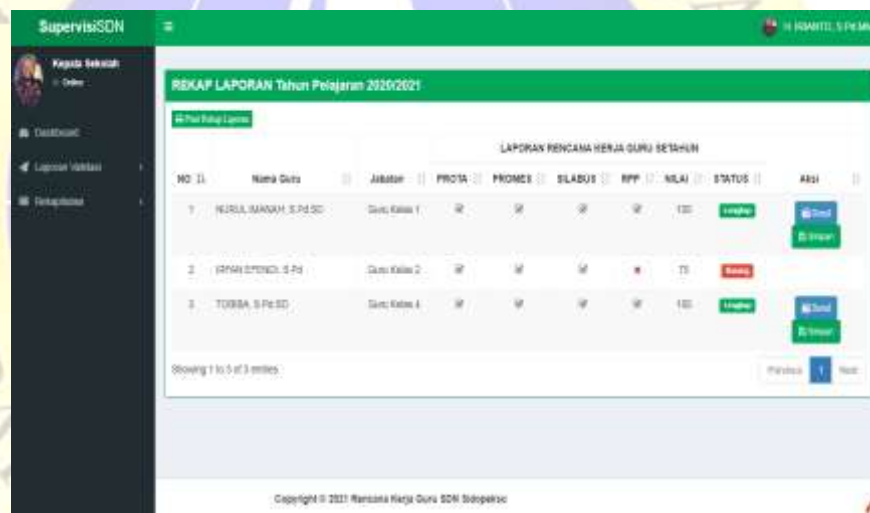 SupervisiSDN
H. IRWANTO, S.Pd.MM
Kepala Sekolah
Online
REKAP LAPORAN Tahun Pelajaran 2020/2021
Print Rekap Laporan
Dashboard
Laporan Validasi
Rekapitulasi
LAPORAN RENCANA KERJA GURU SETAHUN
NO Nama Guru Jabatan PROTA PROMES SILABUS RPP NILAI STATUS Aksi
1 NURUL IMANAH, S.Pd.SD Guru Kelas 1 100 Lengkap Detail
Simpan
2 IRFAN EFENDI, S.Pd Guru Kelas 2 75 Kurang
3 S.Pd.SD Guru Kelas 4 100 Lengkap Detail
Simpan
Showing 1 to 3 of 3 entries
Previous 1 Next
Copyright © 2021 Rencana Kerja Guru SDN Sidopekso